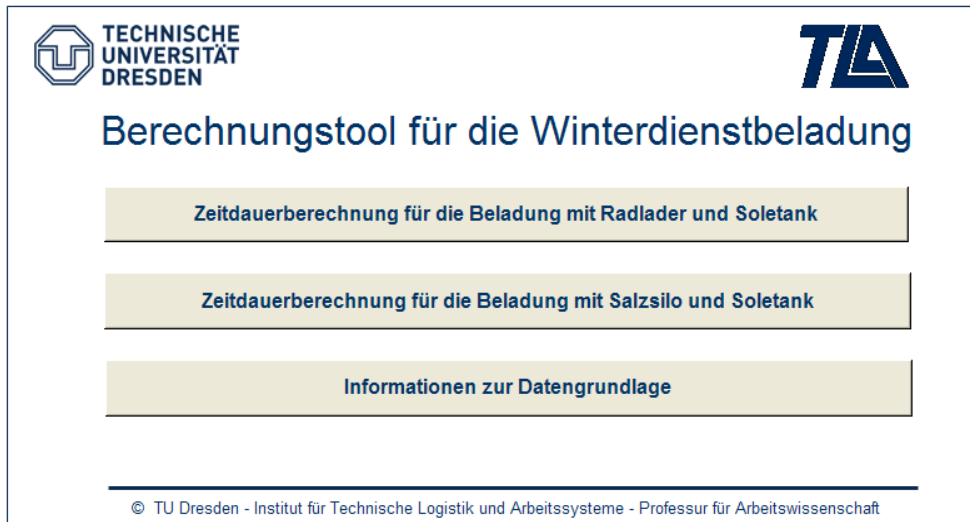 TECHNISCHE
UNIVERSITÄT
DRESDEN
TLA
Berechnungstool für die Winterdienstbeladung
Zeitdauerberechnung für die Beladung mit Radlader und Soletank
Zeitdauerberechnung für die Beladung mit Salzsilo und Soletank
Informationen zur Datengrundlage
© TU Dresden - Institut für Technische Logistik und Arbeitssysteme - Professur für Arbeitswissenschaft